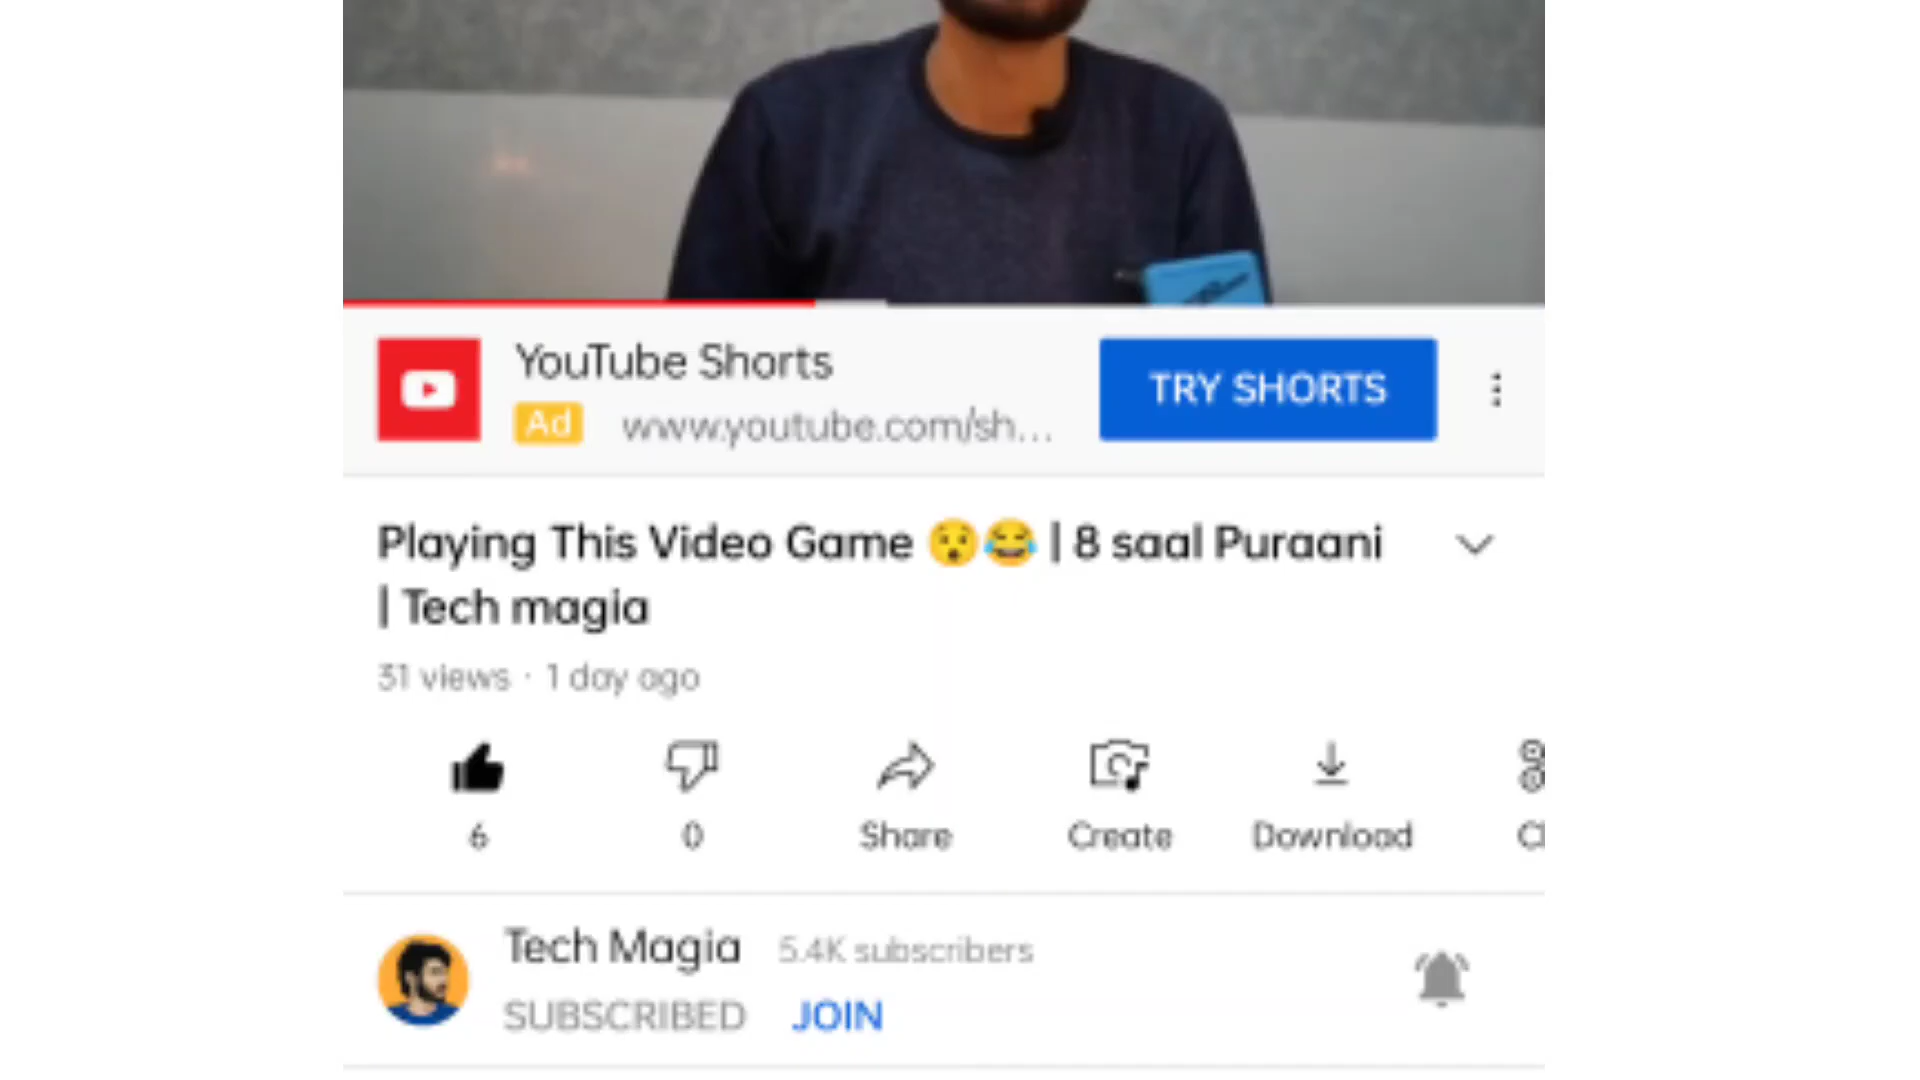 YouTube Shorts
Ad www.youtube.com/sh...
TRY SHORTS
Playing This Video Game 😯😂 | 8 saal Puraani
| Tech magia
31 views · 1 day ago
6 0 Share Create Download Cl
Tech Magia 5.4K subscribers
SUBSCRIBED JOIN